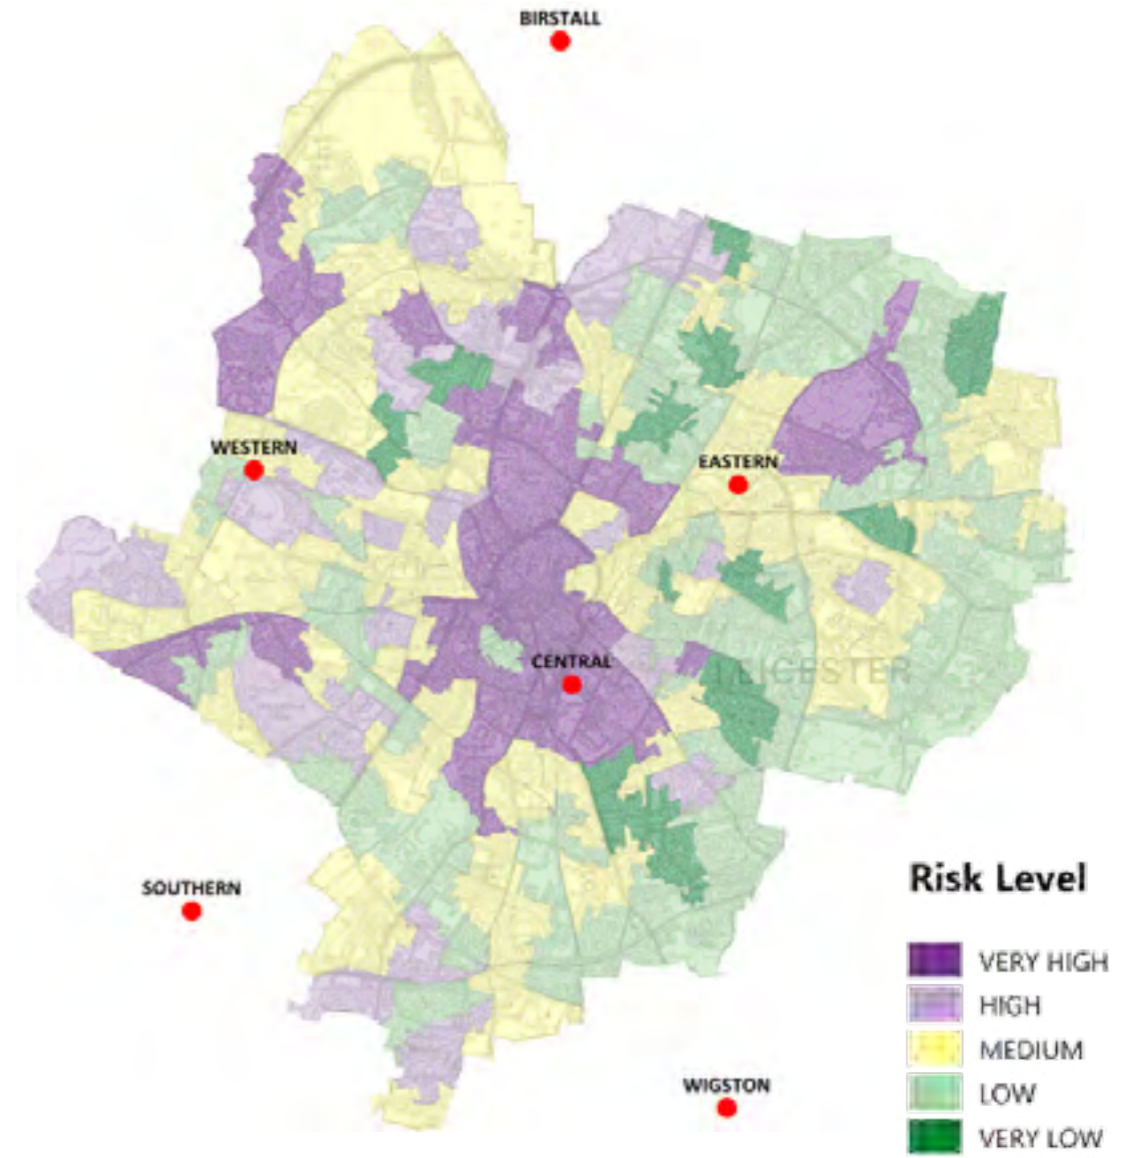 BIRSTALL
WESTERN
EASTERN
CENTRAL
LEICESTER
SOUTHERN
Risk Level
VERY HIGH
HIGH
MEDIUM
LOW
VERY LOW
WIGSTON